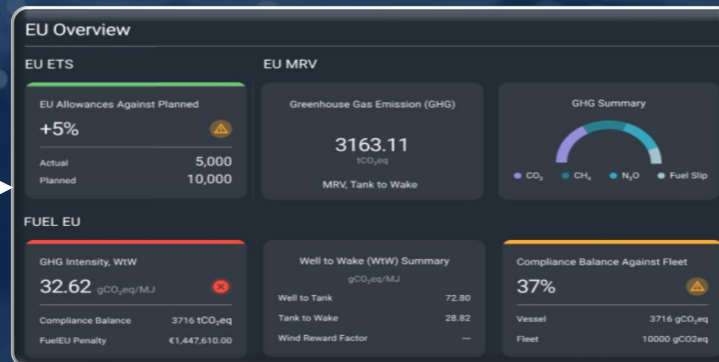 EU Overview
EU ETS
EU MRV
EU Allowances Against Planned
+5%
Actual 5,000
Planned 10,000
Greenhouse Gas Emission (GHG)
3163.11
tCO₂eq
MRV, Tank to Wake
GHG Summary
CO₂ CH₄ N₂O Fuel Slip
FUEL EU
GHG Intensity, WtW
32.62 gCO₂eq/MJ
Compliance Balance 3716 tCO₂eq
FuelEU Penalty €1,447,610.00
Well to Wake (WtW) Summary
gCO₂eq/MJ
Well to Tank 72.80
Tank to Wake 28.82
Wind Reward Factor —
Compliance Balance Against Fleet
37%
Vessel 3716 gCO₂eq
Fleet 10000 gCO2eq